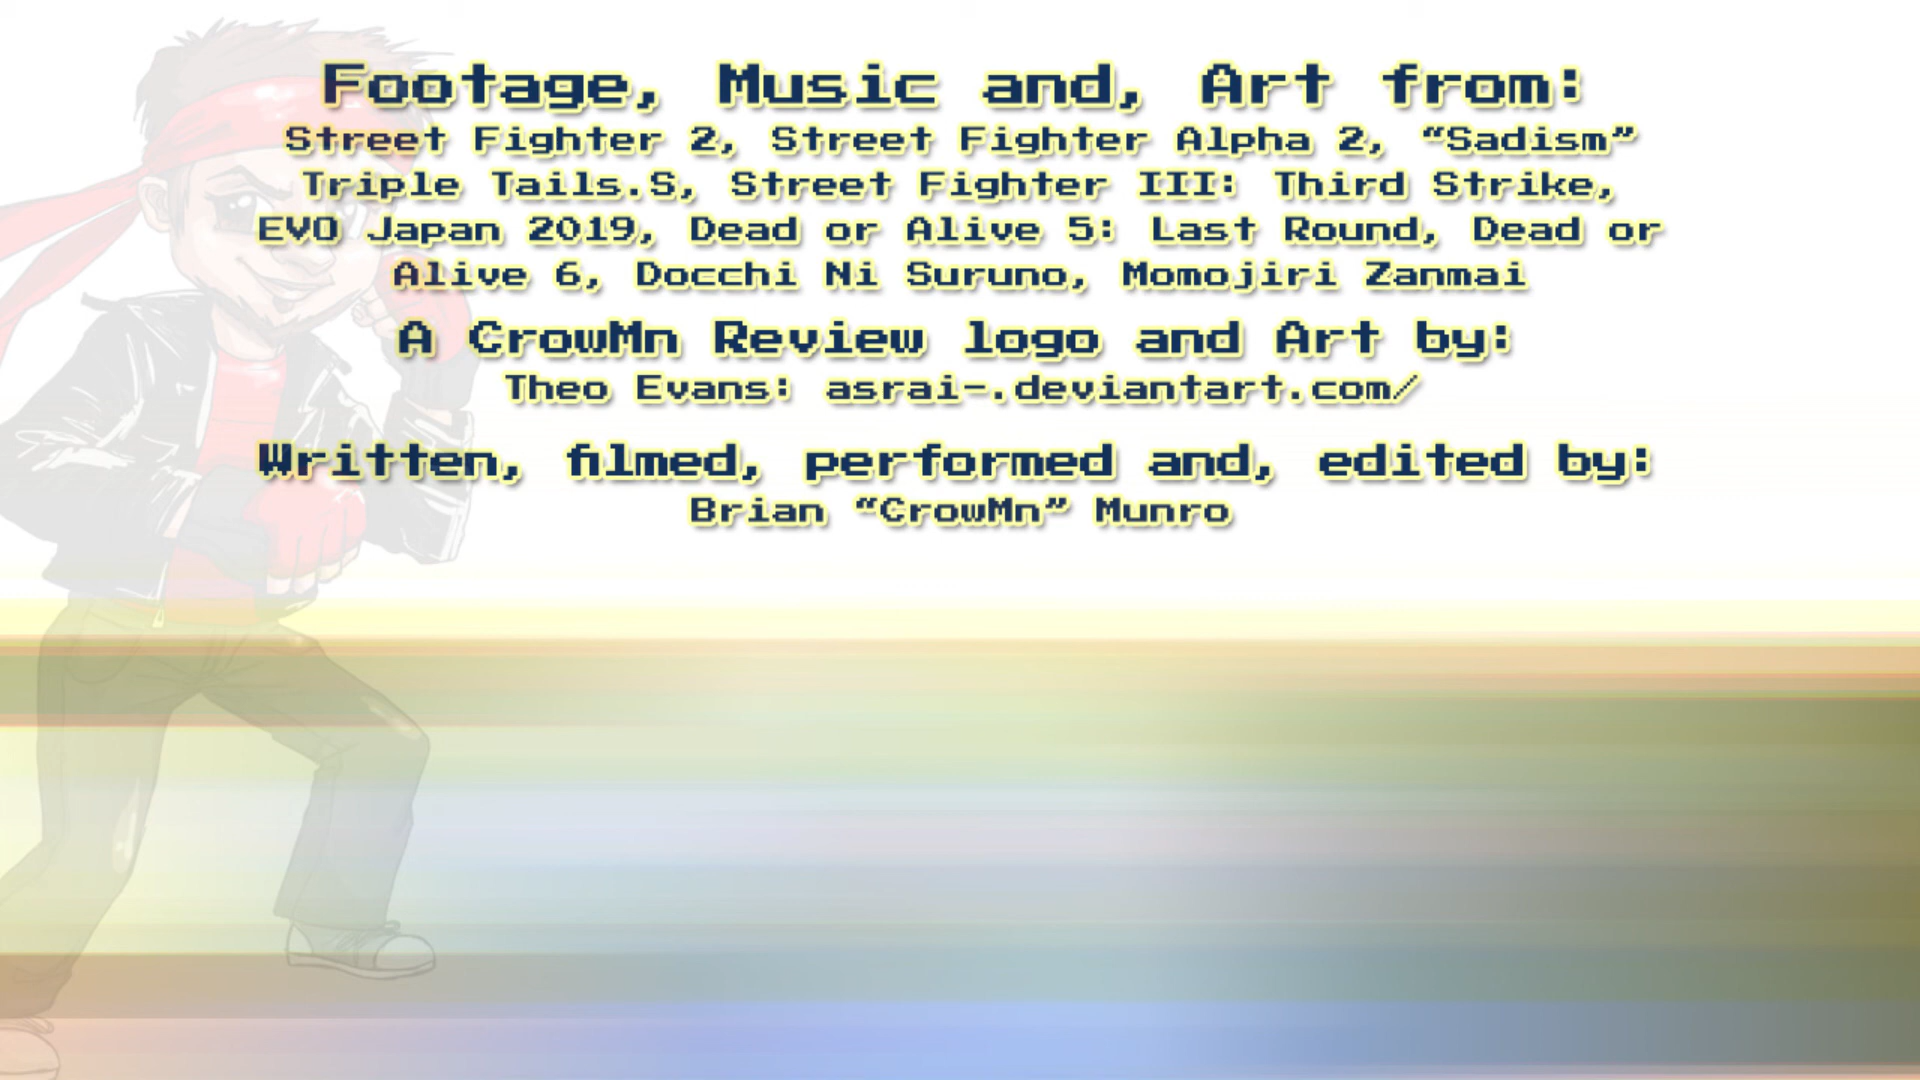 Footage, Music and, Art from:
Street Fighter 2, Street Fighter Alpha 2, “Sadism”
Triple Tails.S, Street Fighter III: Third Strike,
EVO Japan 2019, Dead or Alive 5: Last Round, Dead or
Alive 6, Docchi Ni Suruno, Momojiri Zanmai
A CrowMn Review logo and Art by:
Theo Evans: asrai-.deviantart.com/
Written, filmed, performed and, edited by:
Brian “CrowMn” Munro